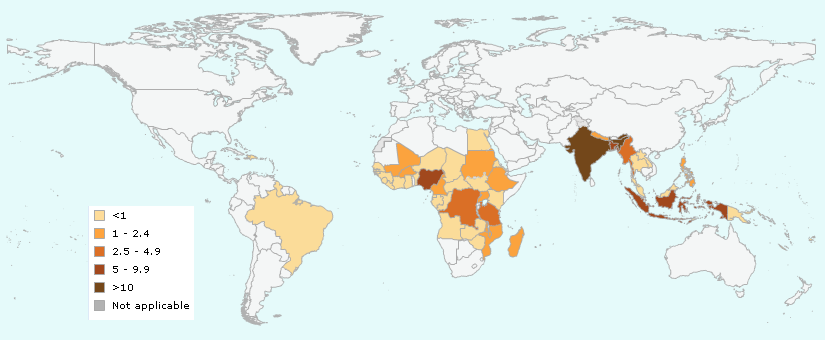 <1
1 - 2.4
2.5 - 4.9
5 - 9.9
>10
Not applicable